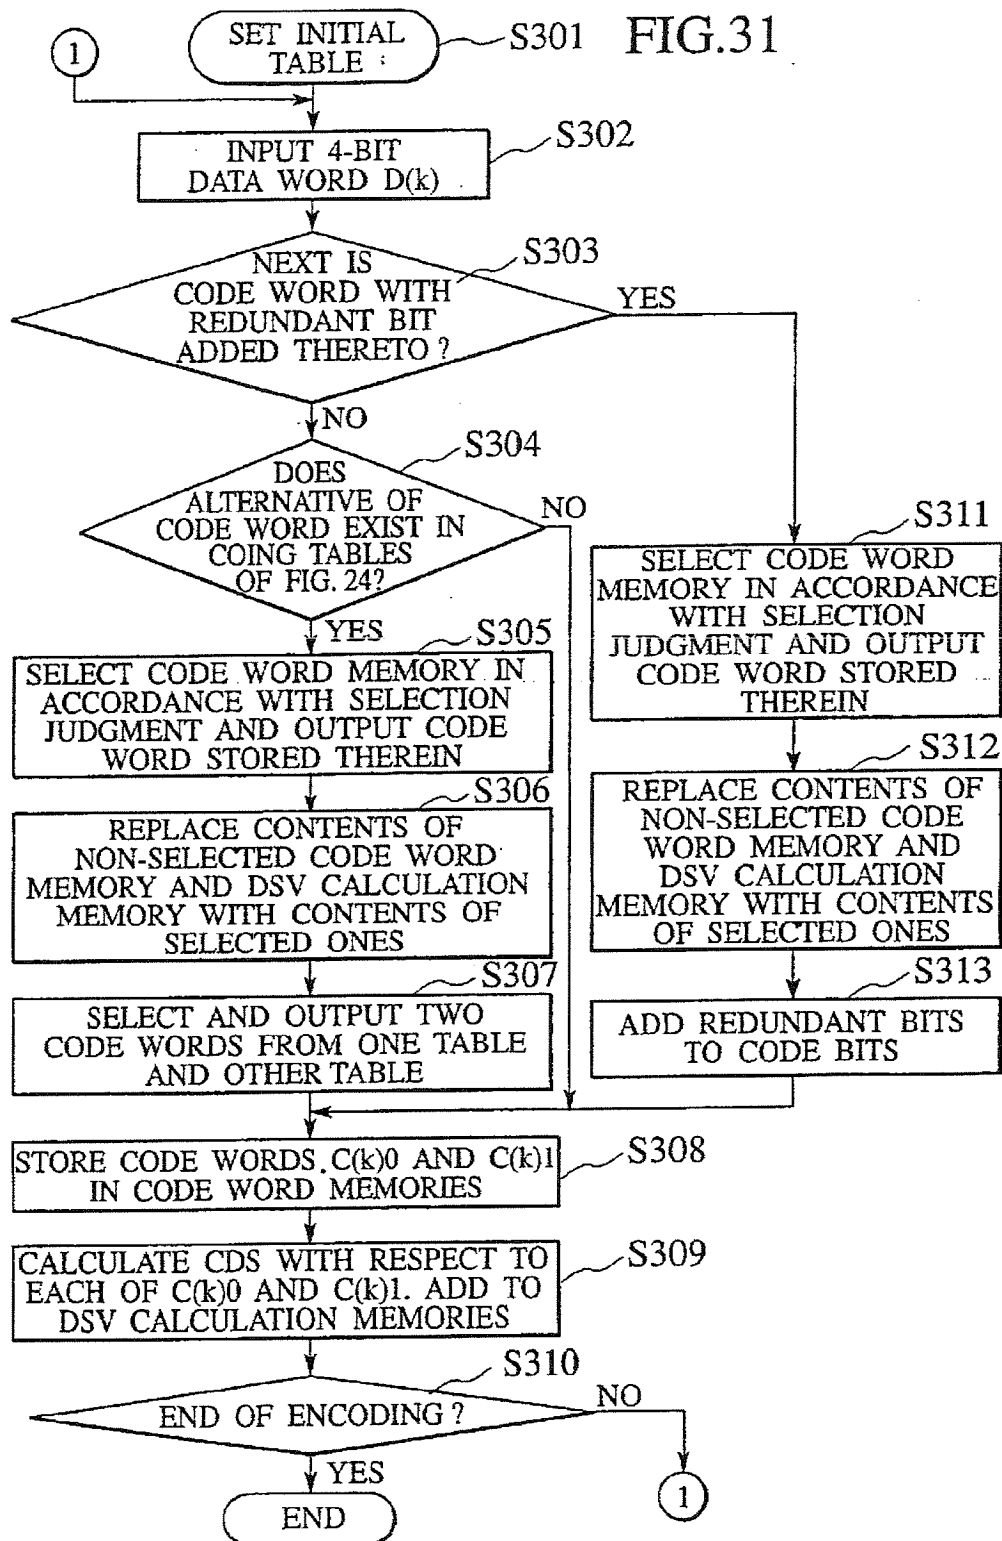 FIG.31
1
SET INITIAL
TABLE
S301
INPUT 4-BIT
DATA WORD D(k)
S302
NEXT IS
CODE WORD WITH
REDUNDANT BIT
ADDED THERETO ?
S303
YES
NO
DOES
ALTERNATIVE OF
CODE WORD EXIST IN
COING TABLES
OF FIG. 24?
S304
NO
YES
SELECT CODE WORD MEMORY IN
ACCORDANCE WITH SELECTION
JUDGMENT AND OUTPUT CODE
WORD STORED THEREIN
S305
REPLACE CONTENTS OF
NON-SELECTED CODE WORD
MEMORY AND DSV CALCULATION
MEMORY WITH CONTENTS OF
SELECTED ONES
S306
SELECT AND OUTPUT TWO
CODE WORDS FROM ONE TABLE
AND OTHER TABLE
S307
SELECT CODE WORD
MEMORY IN ACCORDANCE
WITH SELECTION
JUDGMENT AND OUTPUT
CODE WORD STORED
THEREIN
S311
REPLACE CONTENTS OF
NON-SELECTED CODE
WORD MEMORY AND
DSV CALCULATION
MEMORY WITH CONTENTS
OF SELECTED ONES
S312
ADD REDUNDANT BITS
TO CODE BITS
S313
STORE CODE WORDS. C(k)0 AND C(k)1
IN CODE WORD MEMORIES
S308
CALCULATE CDS WITH RESPECT TO
EACH OF C(k)0 AND C(k)1. ADD TO
DSV CALCULATION MEMORIES
S309
END OF ENCODING ?
S310
NO
YES
END
1